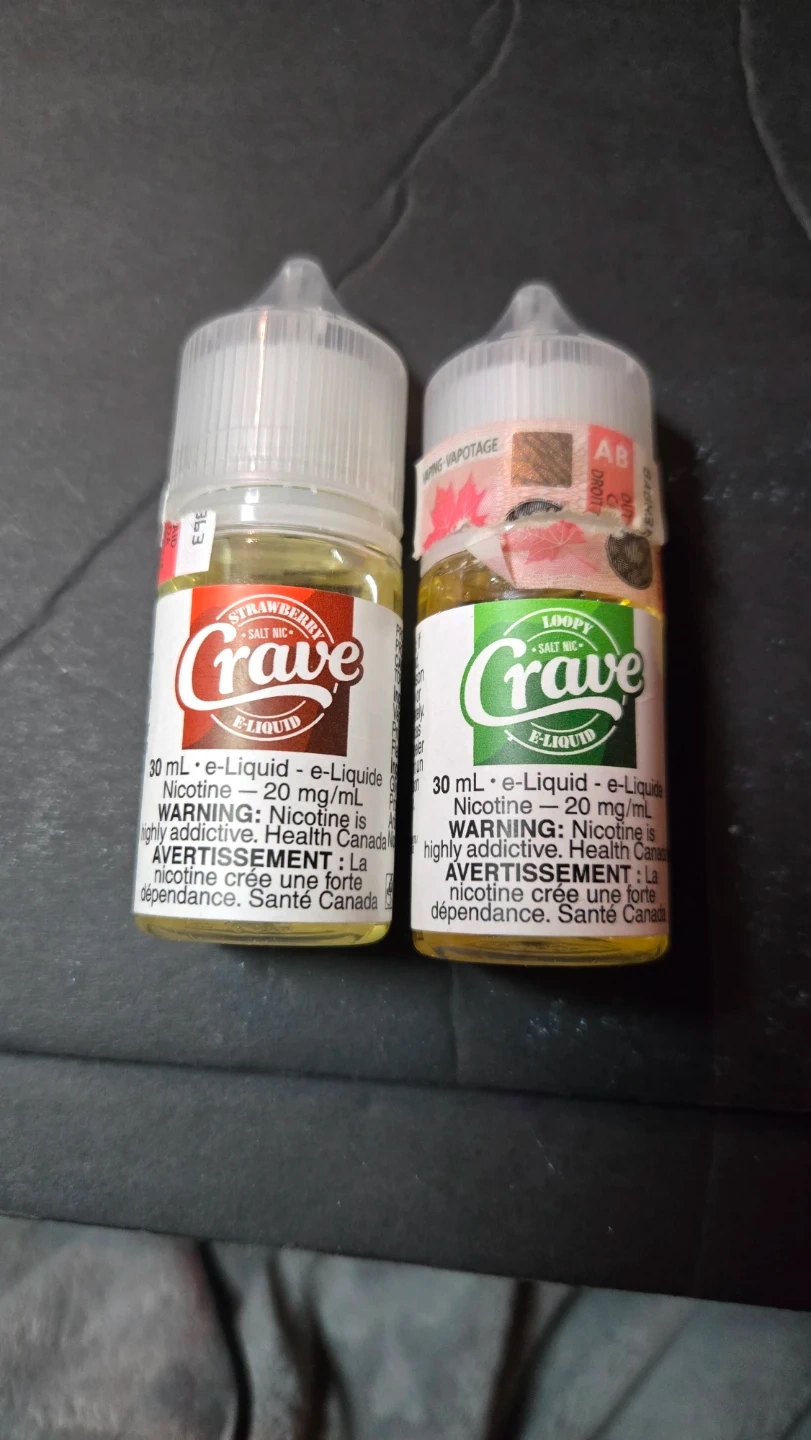 363
STRAWBERRY
• SALT NIC •
Crave
E-LIQUID
30 mL • e-Liquid - e-Liquide
Nicotine — 20 mg/mL
WARNING: Nicotine is
highly addictive. Health Canada
AVERTISSEMENT : La
nicotine crée une forte
dépendance. Santé Canada
VAPING-VAPOTAGE
AB
DROIT
LOOPY
• SALT NIC •
Crave
E-LIQUID
30 mL • e-Liquid - e-Liquide
Nicotine — 20 mg/mL
WARNING: Nicotine is
highly addictive. Health Canada
AVERTISSEMENT : La
nicotine crée une forte
dépendance. Santé Canada